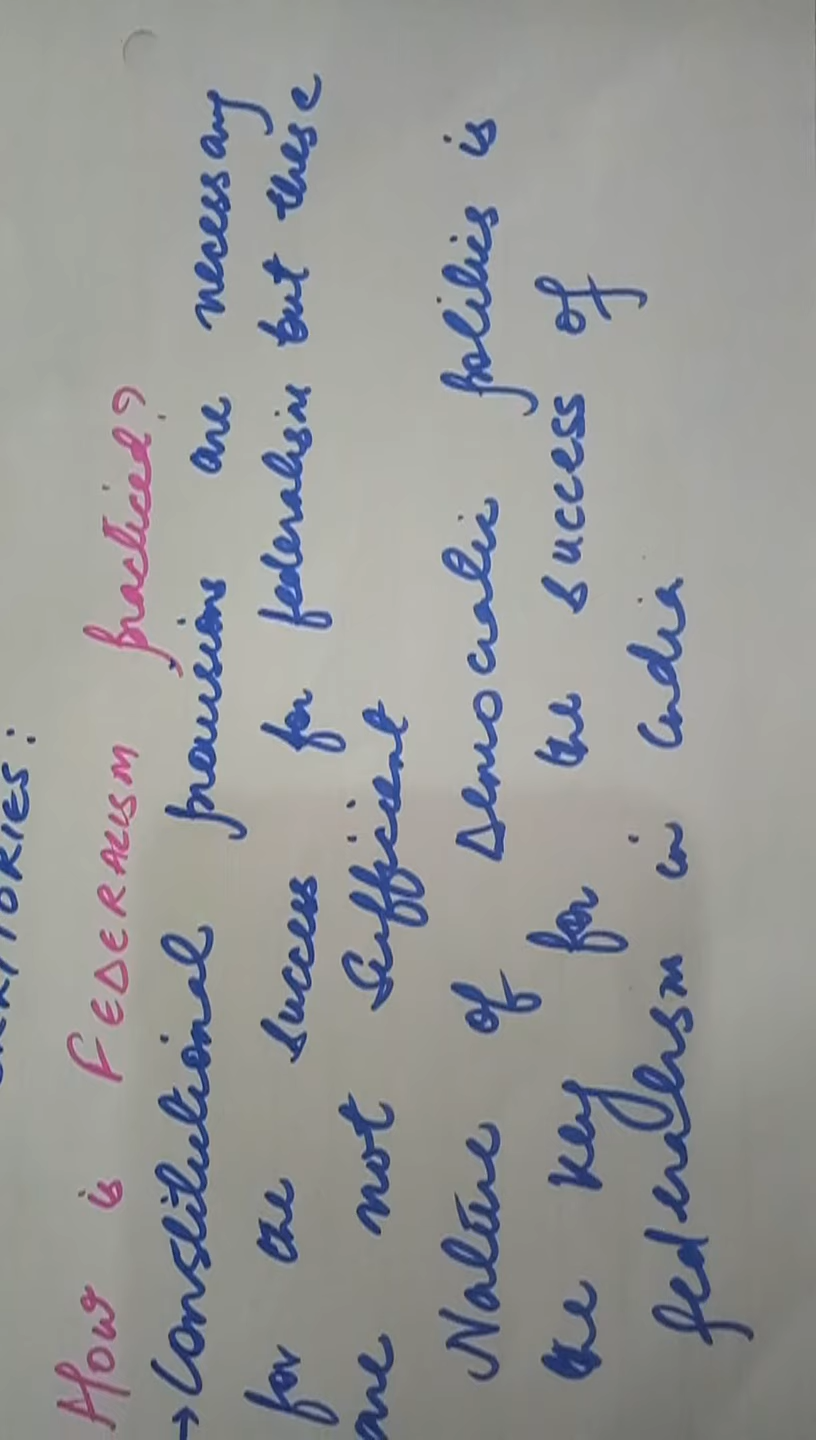 RITORIES:
How is FEDERALISM practiced?
→ Constitutional provisions are necessary
for the success for federalism but these
are not sufficient
Nature of Democratic politics is
the key for the success of
federalism in india